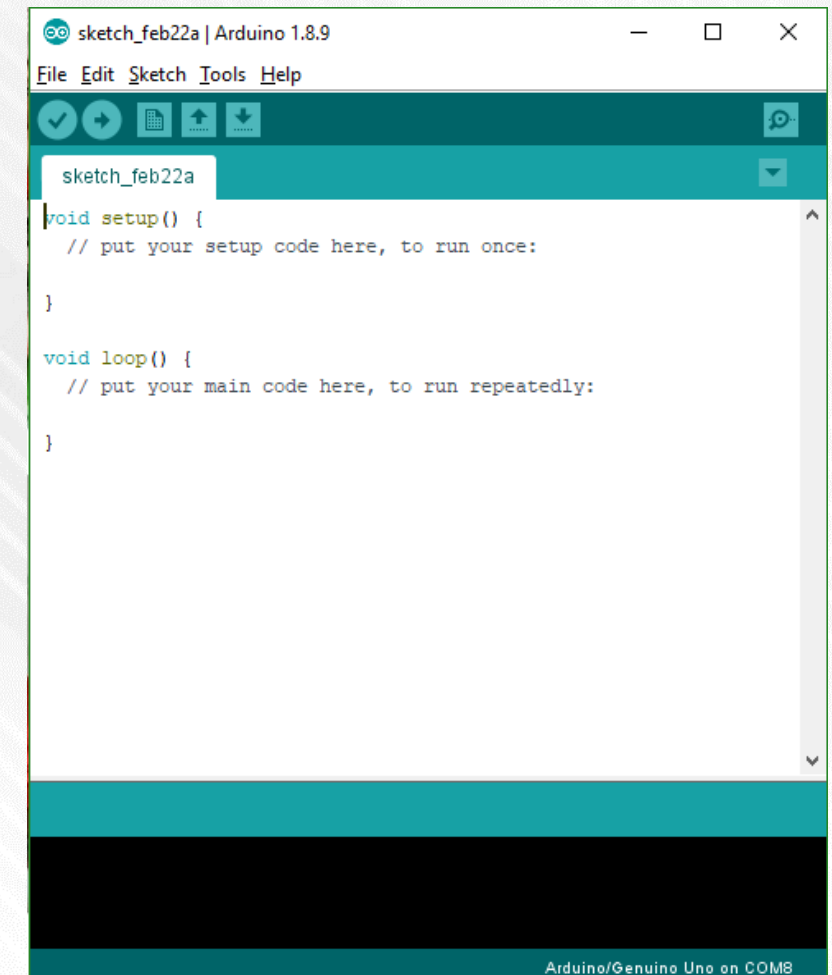 sketch_feb22a | Arduino 1.8.9
File Edit Sketch Tools Help
sketch_feb22a
void setup() {
  // put your setup code here, to run once:
}
void loop() {
  // put your main code here, to run repeatedly:
}
Arduino/Genuino Uno on COM8